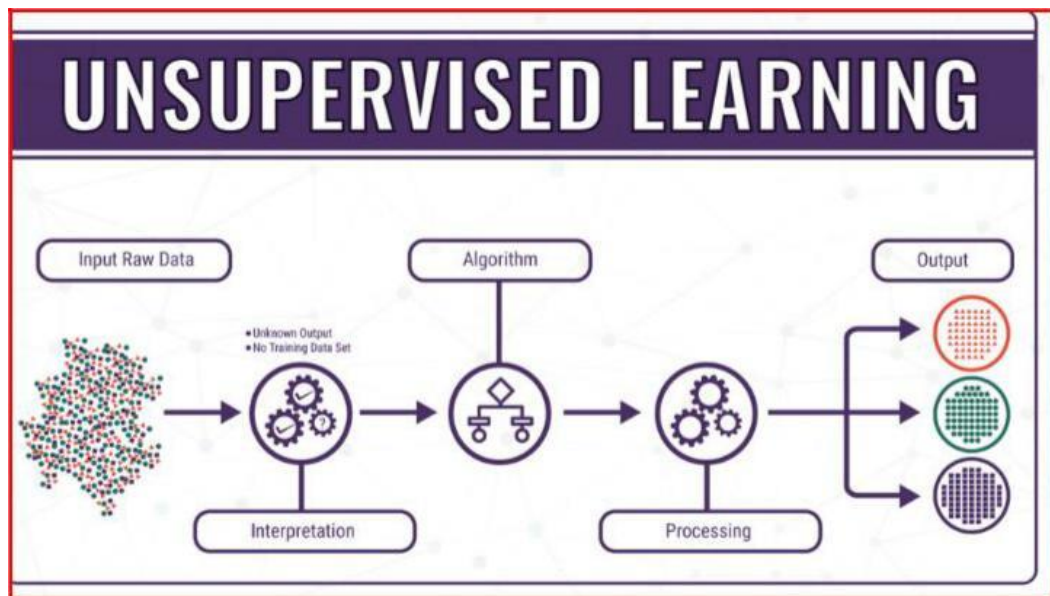 UNSUPERVISED LEARNING
Input Raw Data
Algorithm
Output
• Unknown Output
• No Training Data Set
?
Interpretation
Processing